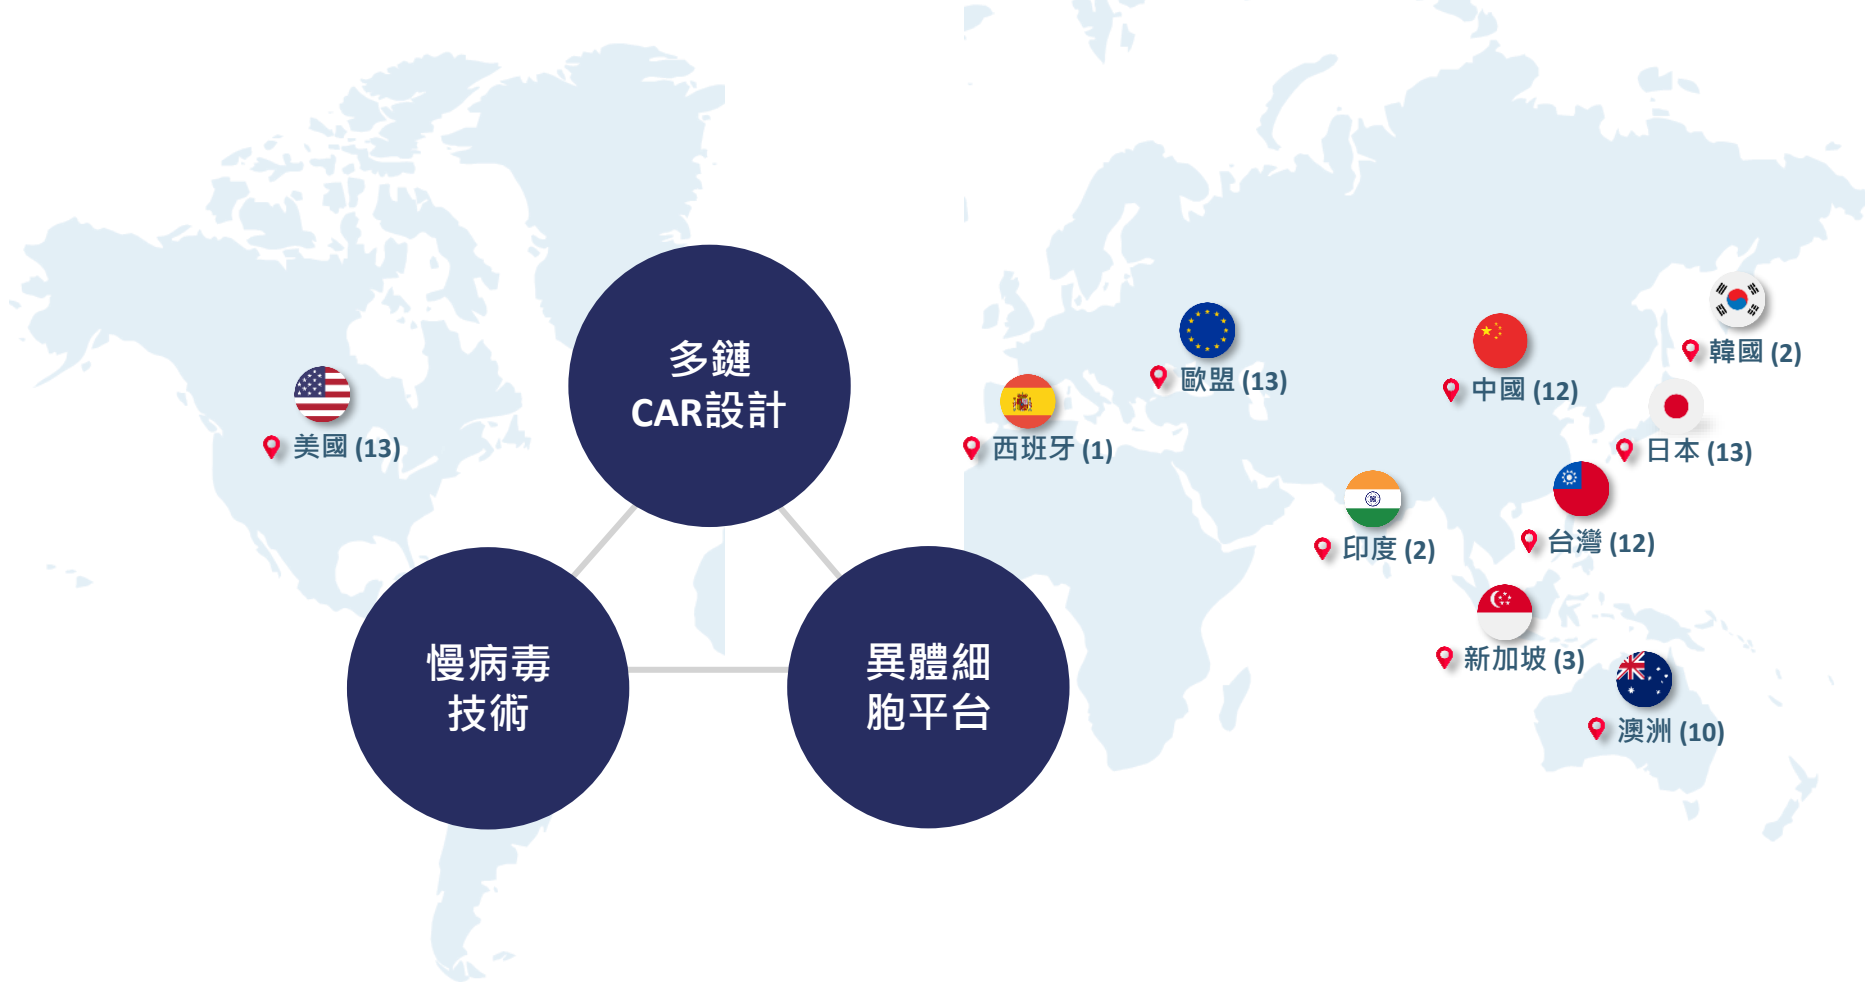 多鏈
CAR設計
慢病毒
技術
異體細
胞平台
美國 (13)
西班牙 (1)
歐盟 (13)
中國 (12)
韓國 (2)
日本 (13)
印度 (2)
台灣 (12)
新加坡 (3)
澳洲 (10)